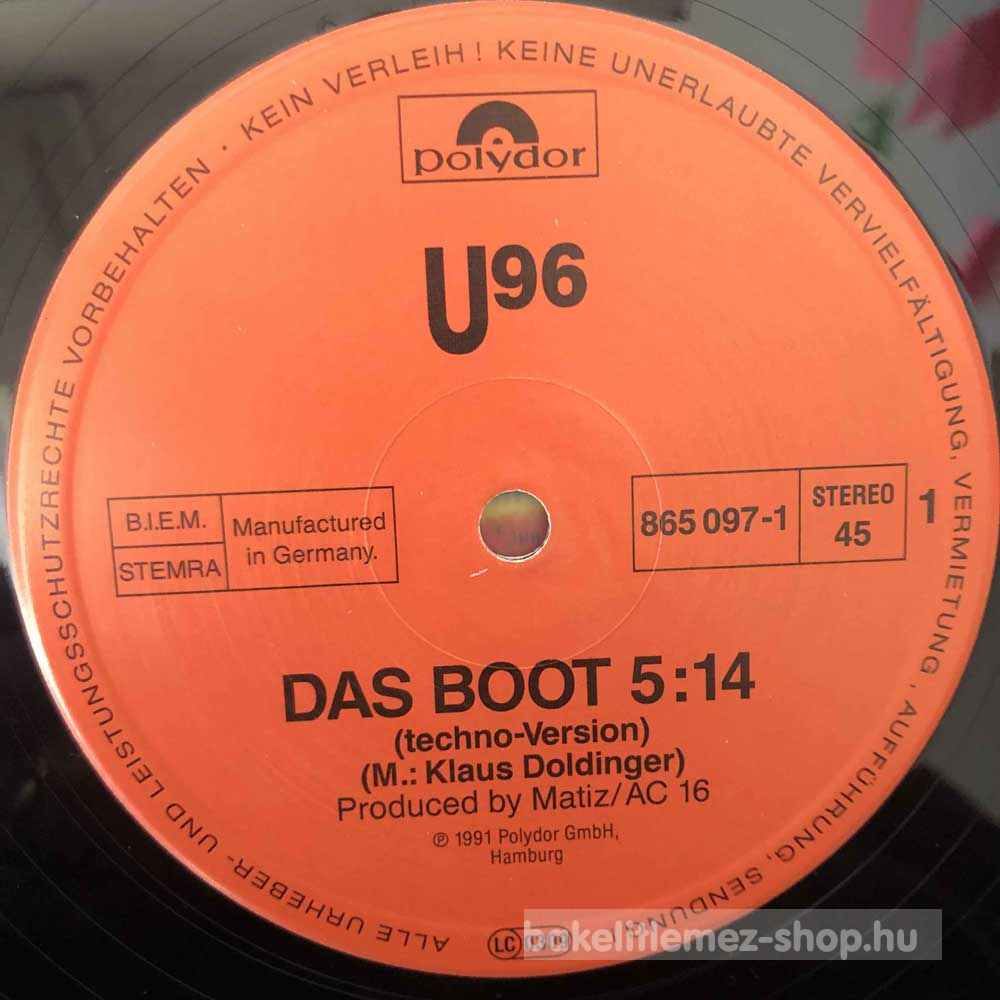 ALLE URHEBER- UND LEISTUNGSSCHUTZRECHTE VORBEHALTEN · KEIN VERLEIH! KEINE UNERLAUBTE VERVIELFÄLTIGUNG, VERMIETUNG, AUFFÜHRUNG, SENDUNG!
polydor
U96
B.I.E.M.
STEMRA
Manufactured
in Germany.
865 097-1
STEREO
45
1
DAS BOOT 5:14
(techno-Version)
(M.: Klaus Doldinger)
Produced by Matiz/AC 16
℗ 1991 Polydor GmbH,
Hamburg
LC 0309
bakelitlemez-shop.hu